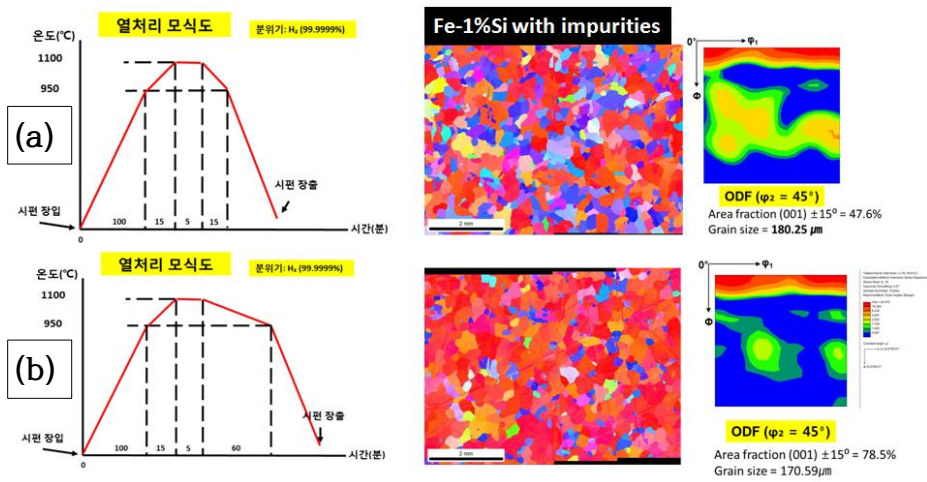 열처리 모식도
분위기: H₂ (99.9999%)
온도(℃)
1100
950
(a)
시편 장입
시편 장출
100
15
5
15
0
시간(분)
Fe-1%Si with impurities
2 mm
0°
φ₁
Φ
ODF (φ₂ = 45°)
Area fraction (001) ±15° = 47.6%
Grain size = 180.25 ㎛
열처리 모식도
분위기: H₂ (99.9999%)
온도(℃)
1100
950
(b)
시편 장입
시편 장출
100
15
5
60
0
시간(분)
2 mm
0°
φ₁
Φ
ODF (φ₂ = 45°)
Area fraction (001) ±15° = 78.5%
Grain size = 170.59㎛